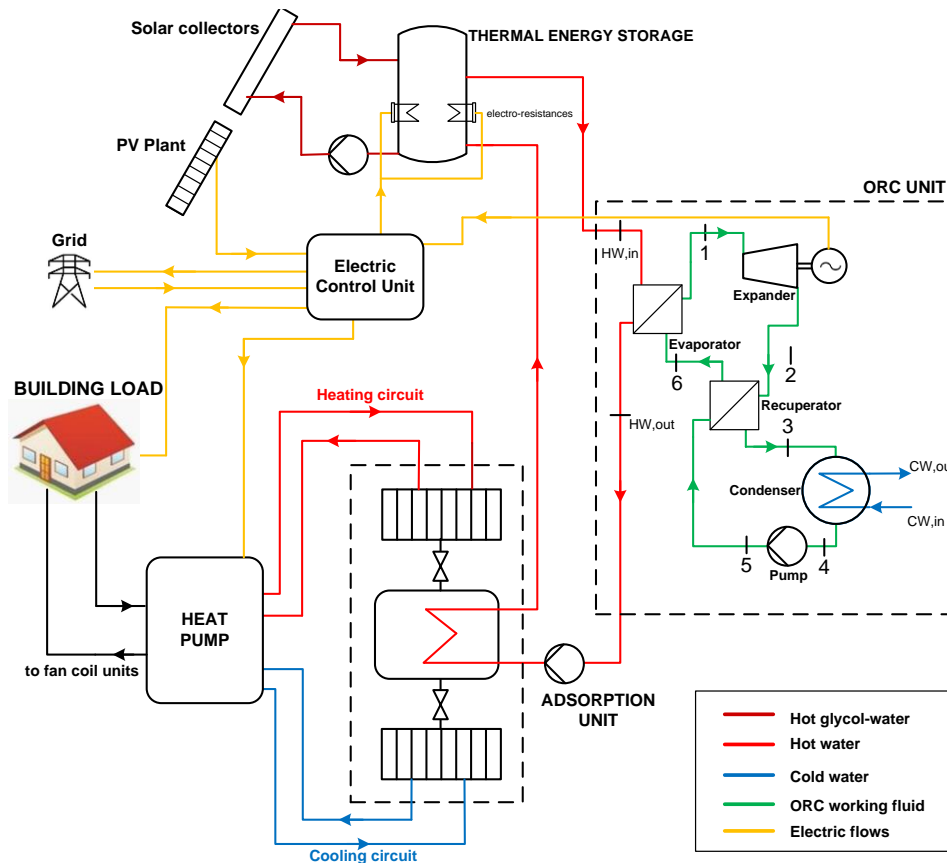 Solar collectors
THERMAL ENERGY STORAGE
electro-resistances
PV Plant
ORC UNIT
Grid
Electric
Control Unit
HW,in
1
Expander
Evaporator
2
6
Recuperator
BUILDING LOAD
Heating circuit
HW,out
3
Condenser
CW,ou
CW,in
5
4
Pump
HEAT
PUMP
to fan coil units
ADSORPTION
UNIT
Hot glycol-water
Hot water
Cold water
ORC working fluid
Electric flows
Cooling circuit